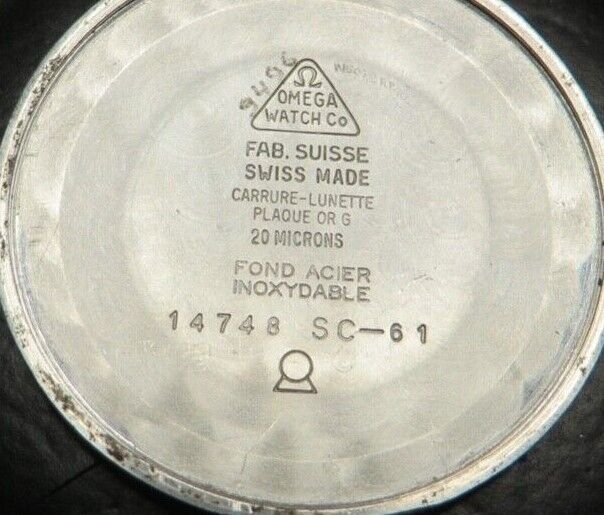 Ω
OMEGA
WATCH Co
FAB. SUISSE
SWISS MADE
CARRURE-LUNETTE
PLAQUE OR G
20 MICRONS
FOND ACIER
INOXYDABLE
14748 SC-61